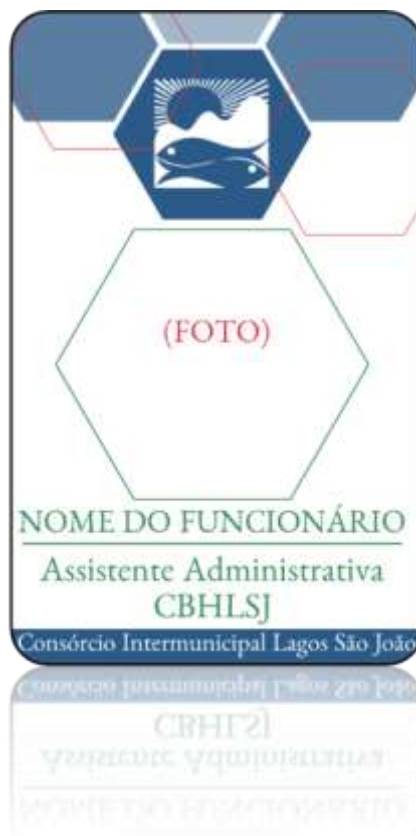 (FOTO)
NOME DO FUNCIONÁRIO
Assistente Administrativa
CBHLSJ
Consórcio Intermunicipal Lagos São João